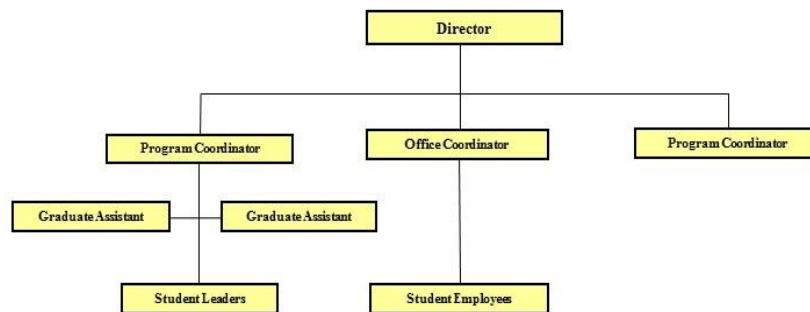 Director
Program Coordinator
Office Coordinator
Program Coordinator
Graduate Assistant
Graduate Assistant
Student Leaders
Student Employees